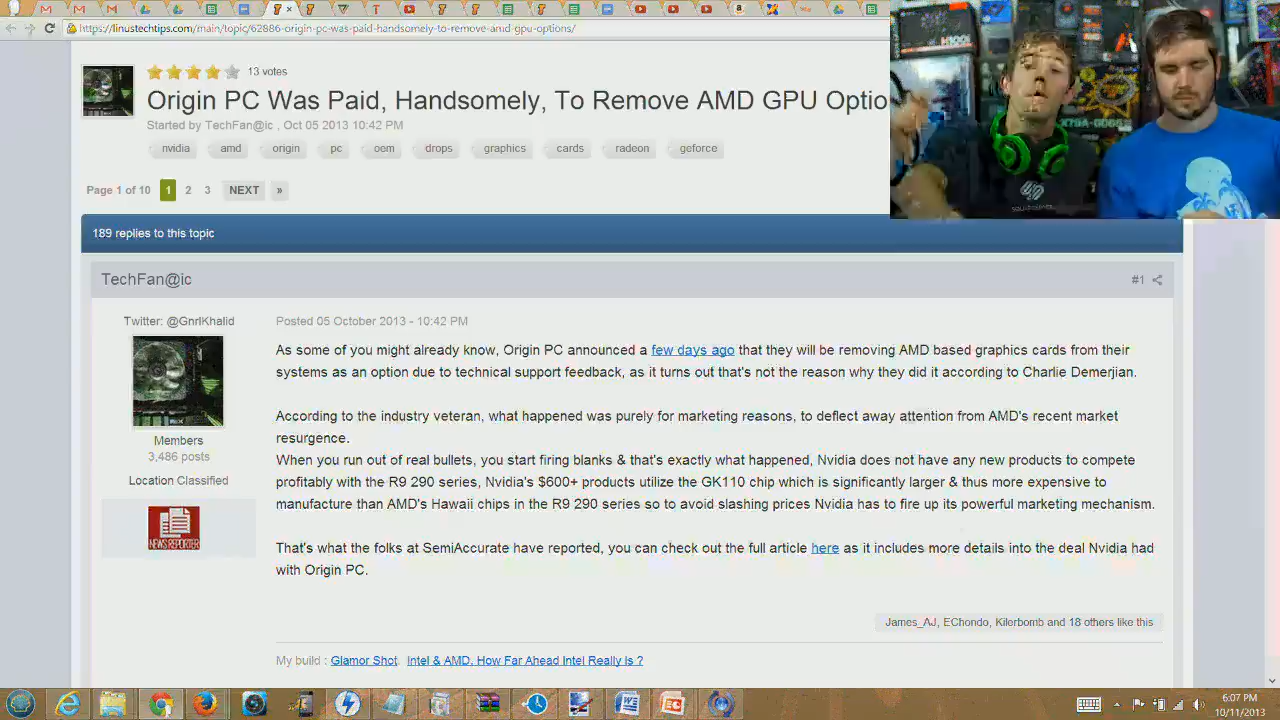 https://linustechtips.com/main/topic/62886-origin-pc-was-paid-handsomely-to-remove-amd-gpu-options/
13 votes
Origin PC Was Paid, Handsomely, To Remove AMD GPU Optio
Started by TechFan@ic , Oct 05 2013 10:42 PM
nvidia amd origin pc oem drops graphics cards radeon geforce
Page 1 of 10 1 2 3 NEXT »
189 replies to this topic
TechFan@ic
#1
Twitter: @GnrlKhalid
Members
3,486 posts
Location Classified
NEWS REPORTER
Posted 05 October 2013 - 10:42 PM
As some of you might already know, Origin PC announced a few days ago that they will be removing AMD based graphics cards from their
systems as an option due to technical support feedback, as it turns out that's not the reason why they did it according to Charlie Demerjian.
According to the industry veteran, what happened was purely for marketing reasons, to deflect away attention from AMD's recent market
resurgence.
When you run out of real bullets, you start firing blanks & that's exactly what happened, Nvidia does not have any new products to compete
profitably with the R9 290 series, Nvidia's $600+ products utilize the GK110 chip which is significantly larger & thus more expensive to
manufacture than AMD's Hawaii chips in the R9 290 series so to avoid slashing prices Nvidia has to fire up its powerful marketing mechanism.
That's what the folks at SemiAccurate have reported, you can check out the full article here as it includes more details into the deal Nvidia had
with Origin PC.
James_AJ, EChondo, Kilerbomb and 18 others like this
My build : Glamor Shot. Intel & AMD, How Far Ahead Intel Really is ?
6:07 PM
10/11/2013